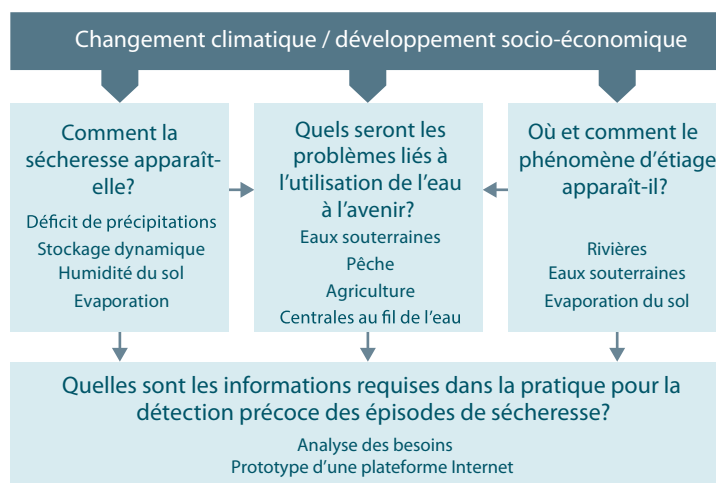 Changement climatique / développement socio-économique
Comment la
sécheresse apparaît-
elle?
Déficit de précipitations
Stockage dynamique
Humidité du sol
Evaporation
Quels seront les
problèmes liés à
l'utilisation de l'eau
à l'avenir?
Eaux souterraines
Pêche
Agriculture
Centrales au fil de l'eau
Où et comment le
phénomène d'étiage
apparaît-il?
Rivières
Eaux souterraines
Evaporation du sol
Quelles sont les informations requises dans la pratique pour la
détection précoce des épisodes de sécheresse?
Analyse des besoins
Prototype d'une plateforme Internet